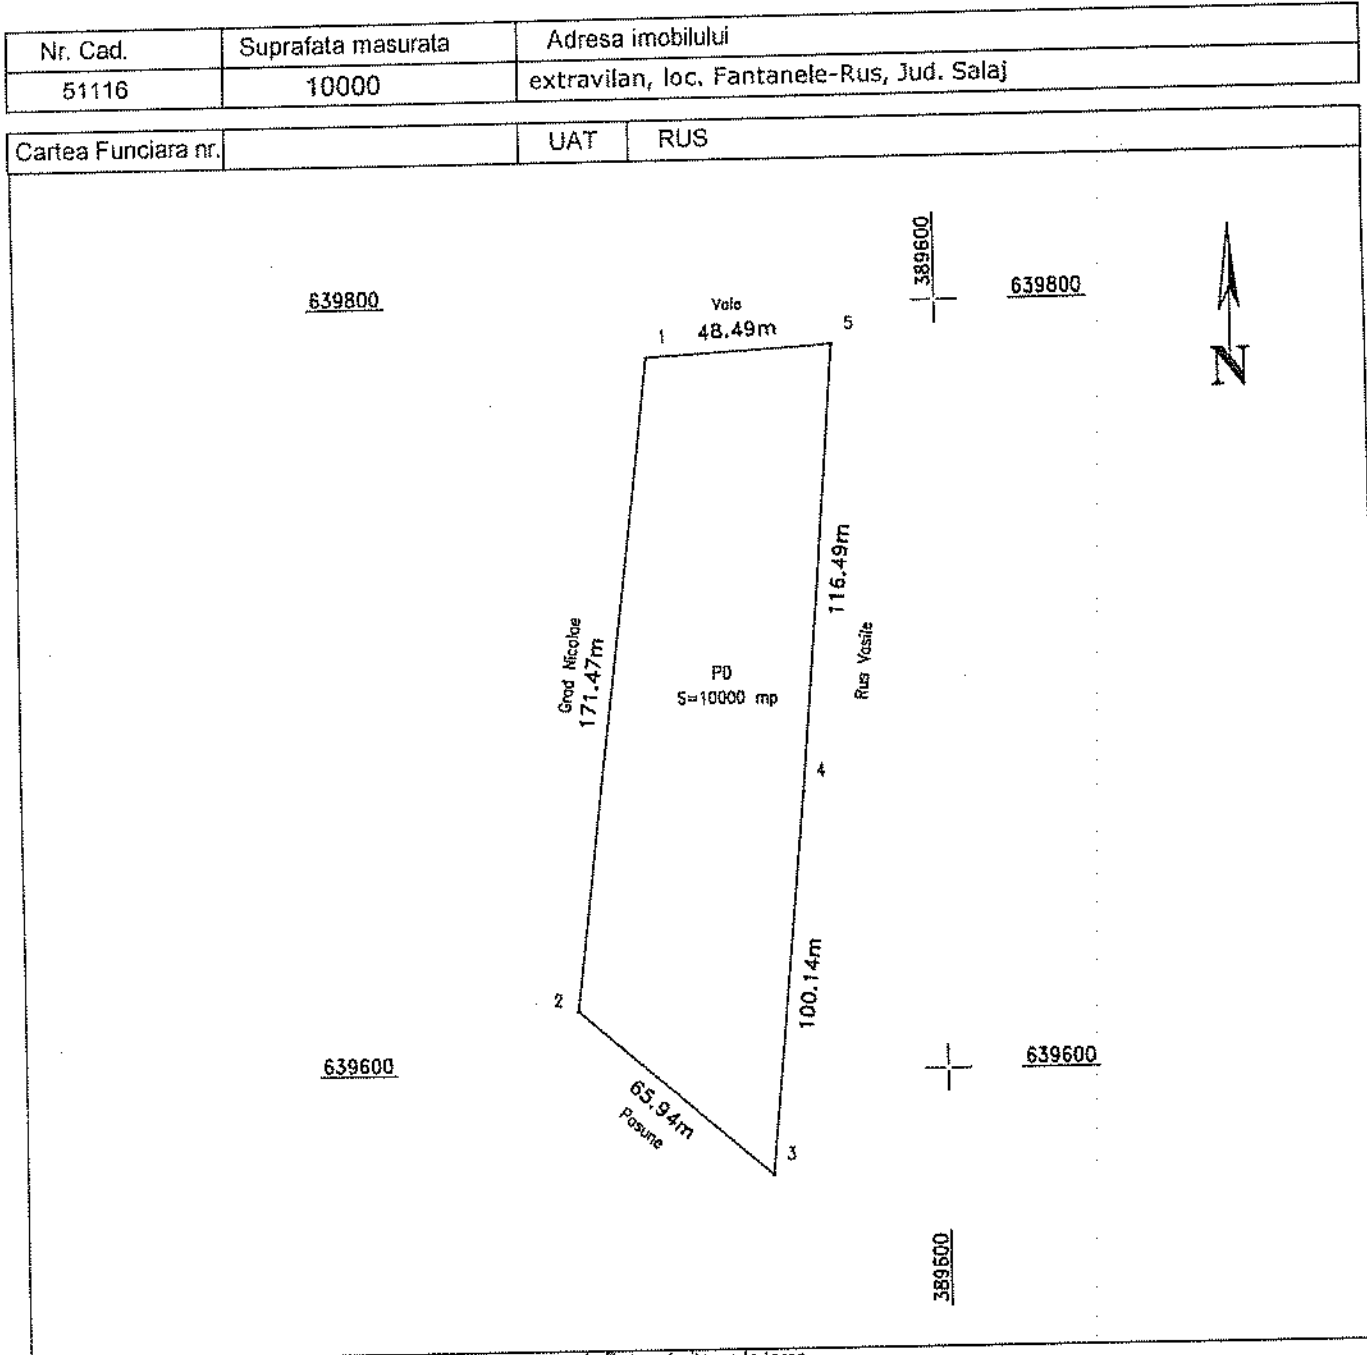 Nr. Cad. Suprafata masurata Adresa imobilului
51116 10000 extravilan, loc. Fantanele-Rus, Jud. Salaj
Cartea Funciara nr. UAT RUS
389600
639800 639800
Vale
48.49m
1 5
N
116.49m
Grad Nicolae
171.47m
Rus Vasile
PD
S=10000 mp
4
100.14m
2
639600 639600
65.94m
Pasune
3
389600